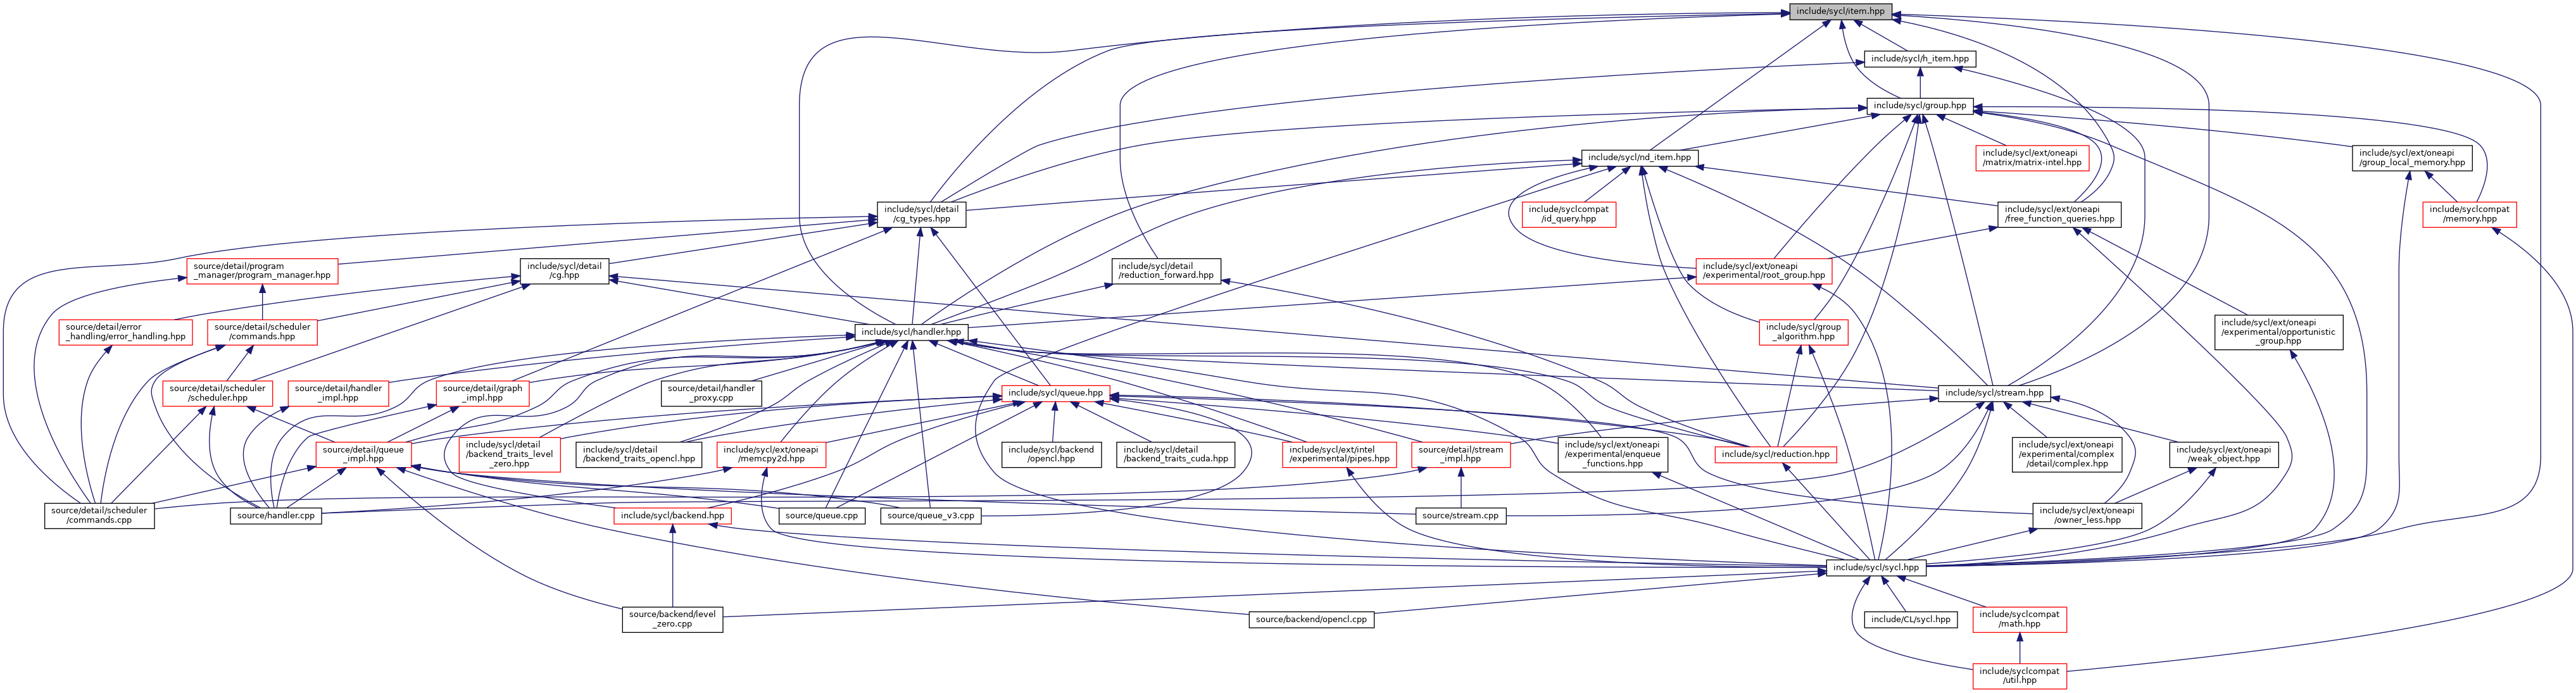 include/sycl/item.hpp
include/sycl/h_item.hpp
include/sycl/group.hpp
include/sycl/nd_item.hpp
include/sycl/ext/oneapi
/matrix/matrix-intel.hpp
include/sycl/ext/oneapi
/group_local_memory.hpp
include/sycl/detail
/cg_types.hpp
include/syclcompat
/id_query.hpp
include/sycl/ext/oneapi
/free_function_queries.hpp
include/syclcompat
/memory.hpp
source/detail/program
_manager/program_manager.hpp
include/sycl/detail
/cg.hpp
include/sycl/detail
/reduction_forward.hpp
include/sycl/ext/oneapi
/experimental/root_group.hpp
source/detail/error
_handling/error_handling.hpp
source/detail/scheduler
/commands.hpp
include/sycl/handler.hpp
include/sycl/group
_algorithm.hpp
include/sycl/ext/oneapi
/experimental/opportunistic
_group.hpp
source/detail/scheduler
/scheduler.hpp
source/detail/handler
_impl.hpp
source/detail/graph
_impl.hpp
source/detail/handler
_proxy.cpp
include/sycl/queue.hpp
include/sycl/stream.hpp
source/detail/queue
_impl.hpp
include/sycl/detail
/backend_traits_level
_zero.hpp
include/sycl/detail
/backend_traits_opencl.hpp
include/sycl/ext/oneapi
/memcpy2d.hpp
include/sycl/backend
/opencl.hpp
include/sycl/detail
/backend_traits_cuda.hpp
include/sycl/ext/intel
/experimental/pipes.hpp
source/detail/stream
_impl.hpp
include/sycl/ext/oneapi
/experimental/enqueue
_functions.hpp
include/sycl/reduction.hpp
include/sycl/ext/oneapi
/experimental/complex
/detail/complex.hpp
include/sycl/ext/oneapi
/weak_object.hpp
source/detail/scheduler
/commands.cpp
source/handler.cpp
include/sycl/backend.hpp
source/queue.cpp
source/queue_v3.cpp
source/stream.cpp
include/sycl/ext/oneapi
/owner_less.hpp
include/sycl/sycl.hpp
source/backend/level
_zero.cpp
source/backend/opencl.cpp
include/CL/sycl.hpp
include/syclcompat
/math.hpp
include/syclcompat
/util.hpp